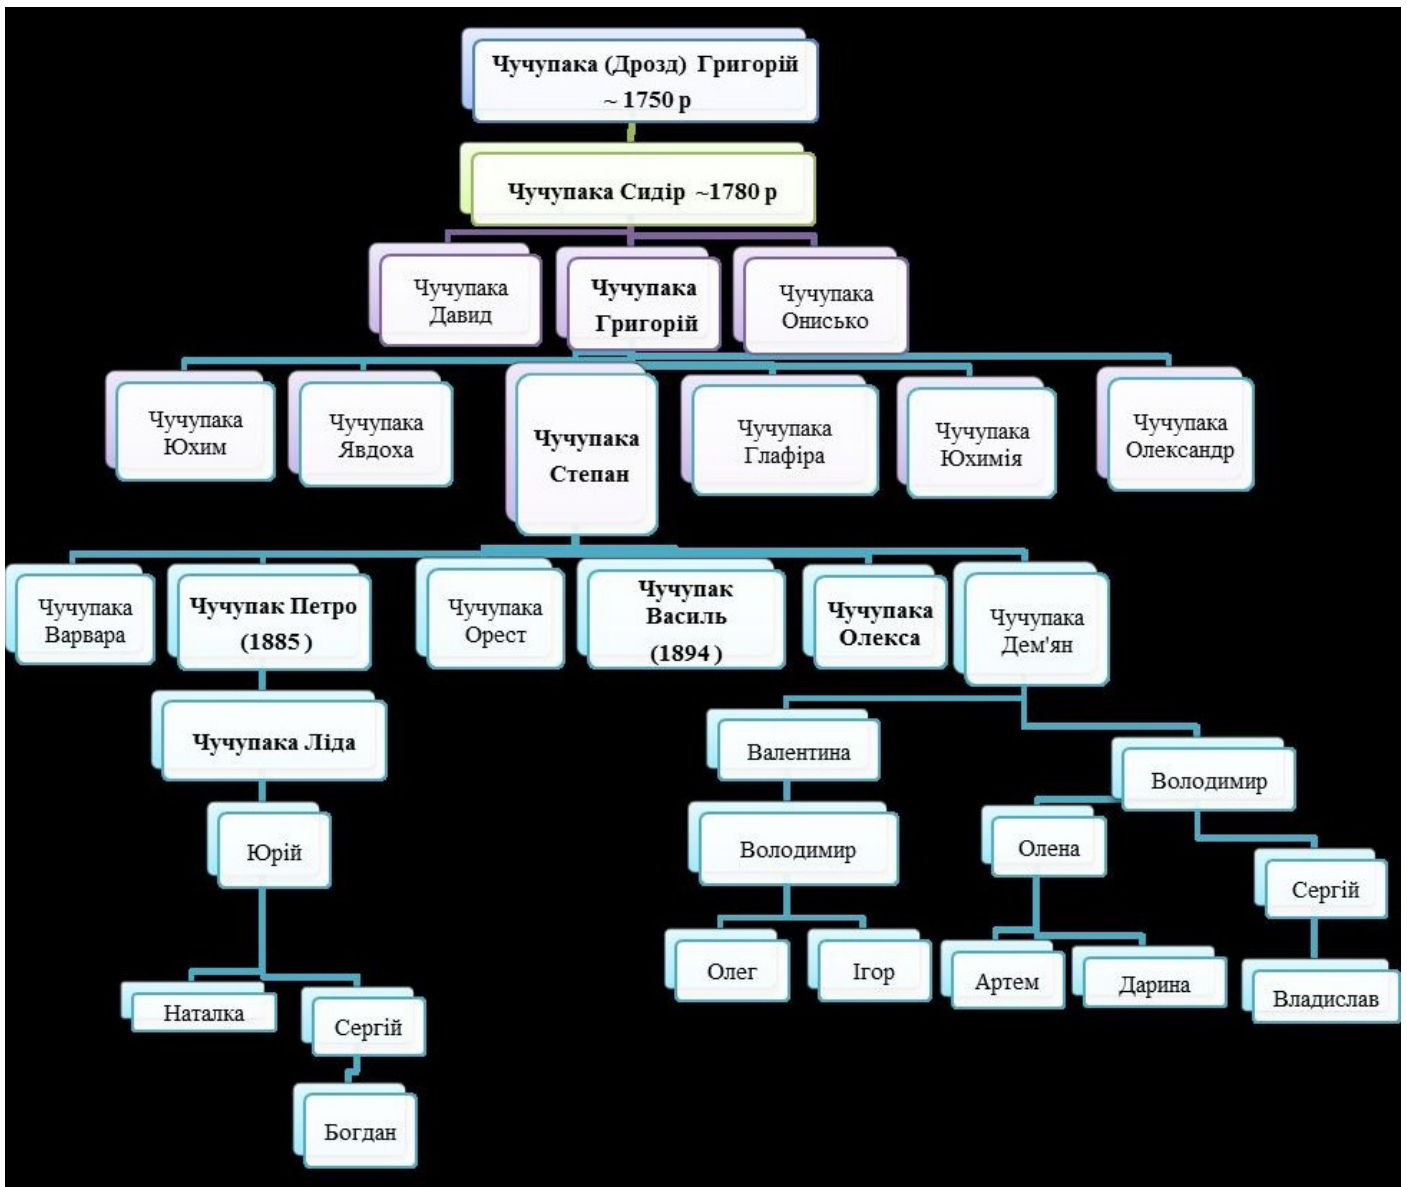 Чучупака (Дрозд) Григорій
~ 1750 р
Чучупака Сидір ~1780 р
Чучупака
Давид
Чучупака
Григорій
Чучупака
Онисько
Чучупака
Юхим
Чучупака
Явдоха
Чучупака
Степан
Чучупака
Глафіра
Чучупака
Юхимія
Чучупака
Олександр
Чучупака
Варвара
Чучупак Петро
(1885 )
Чучупака
Орест
Чучупак
Василь
(1894 )
Чучупака
Олекса
Чучупака
Дем'ян
Чучупака Ліда
Валентина
Володимир
Юрій
Володимир
Олена
Сергій
Олег
Ігор
Артем
Дарина
Владислав
Наталка
Сергій
Богдан